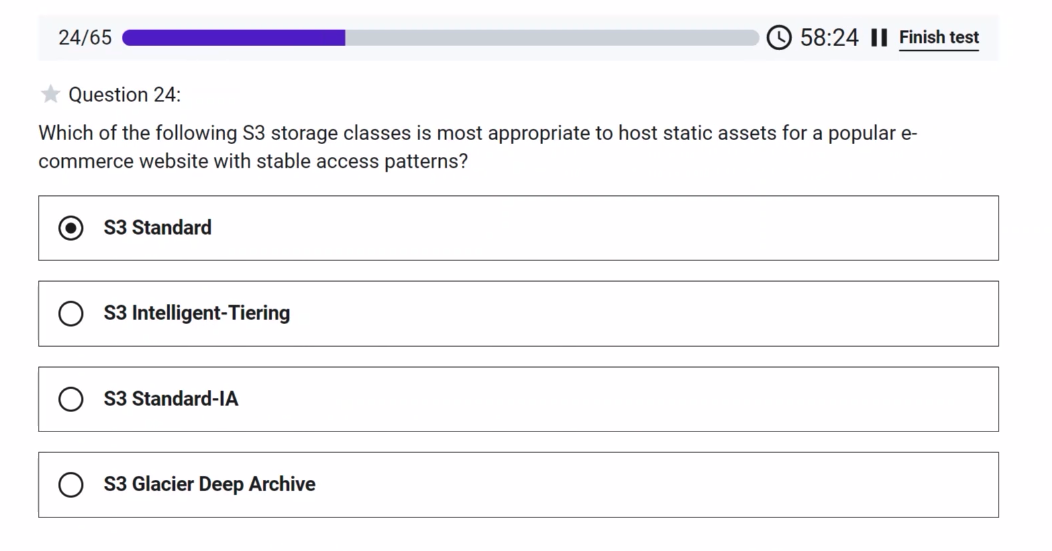 24/65 58:24 Finish test
Question 24:
Which of the following S3 storage classes is most appropriate to host static assets for a popular e-
commerce website with stable access patterns?
S3 Standard
S3 Intelligent-Tiering
S3 Standard-IA
S3 Glacier Deep Archive